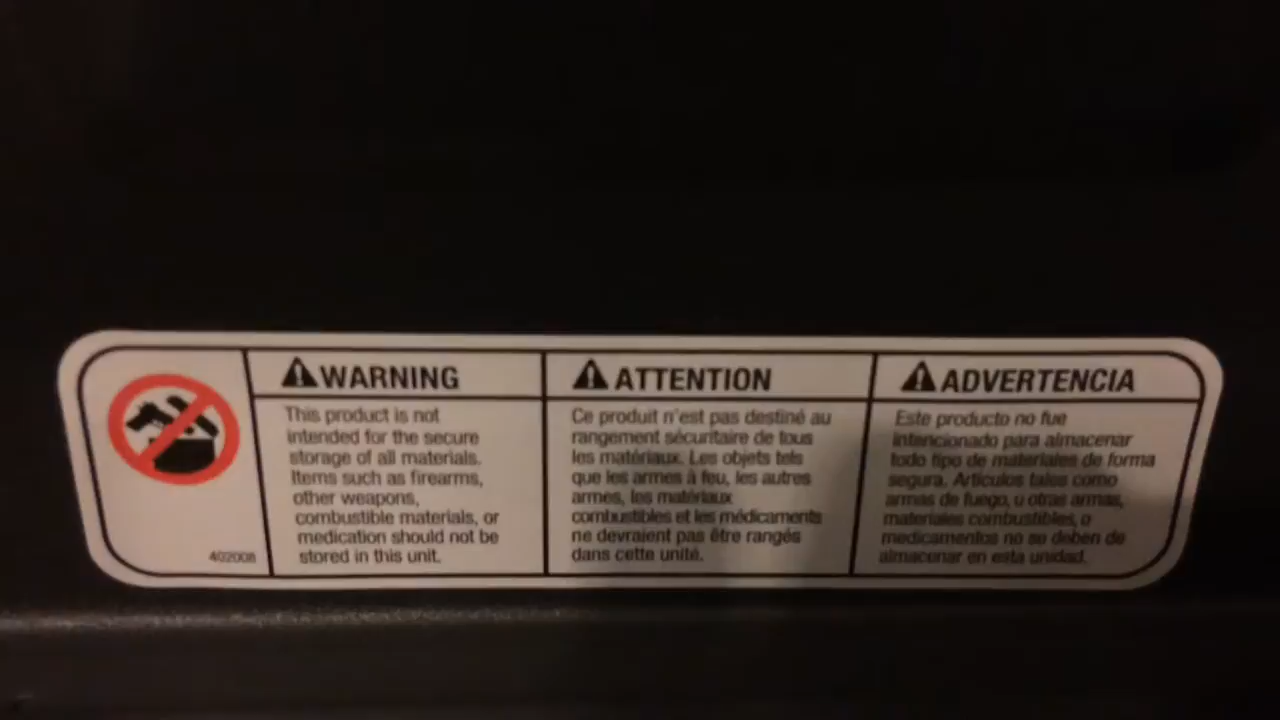 WARNING
This product is not
intended for the secure
storage of all materials.
Items such as firearms,
other weapons,
combustible materials, or
medication should not be
stored in this unit.
402008
ATTENTION
Ce produit n'est pas destiné au
rangement sécuritaire de tous
les matériaux. Les objets tels
que les armes à feu, les autres
armes, les matériaux
combustibles et les médicaments
ne devraient pas être rangés
dans cette unité.
ADVERTENCIA
Este producto no fue
intencionado para almacenar
todo tipo de materiales de forma
segura. Artículos tales como
armas de fuego, u otras armas,
materiales combustibles, o
medicamentos no se deben de
almacenar en esta unidad.